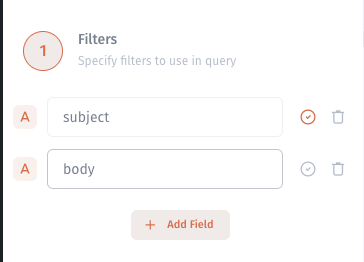 1
Filters
Specify filters to use in query
A
subject
A
body
+ Add Field